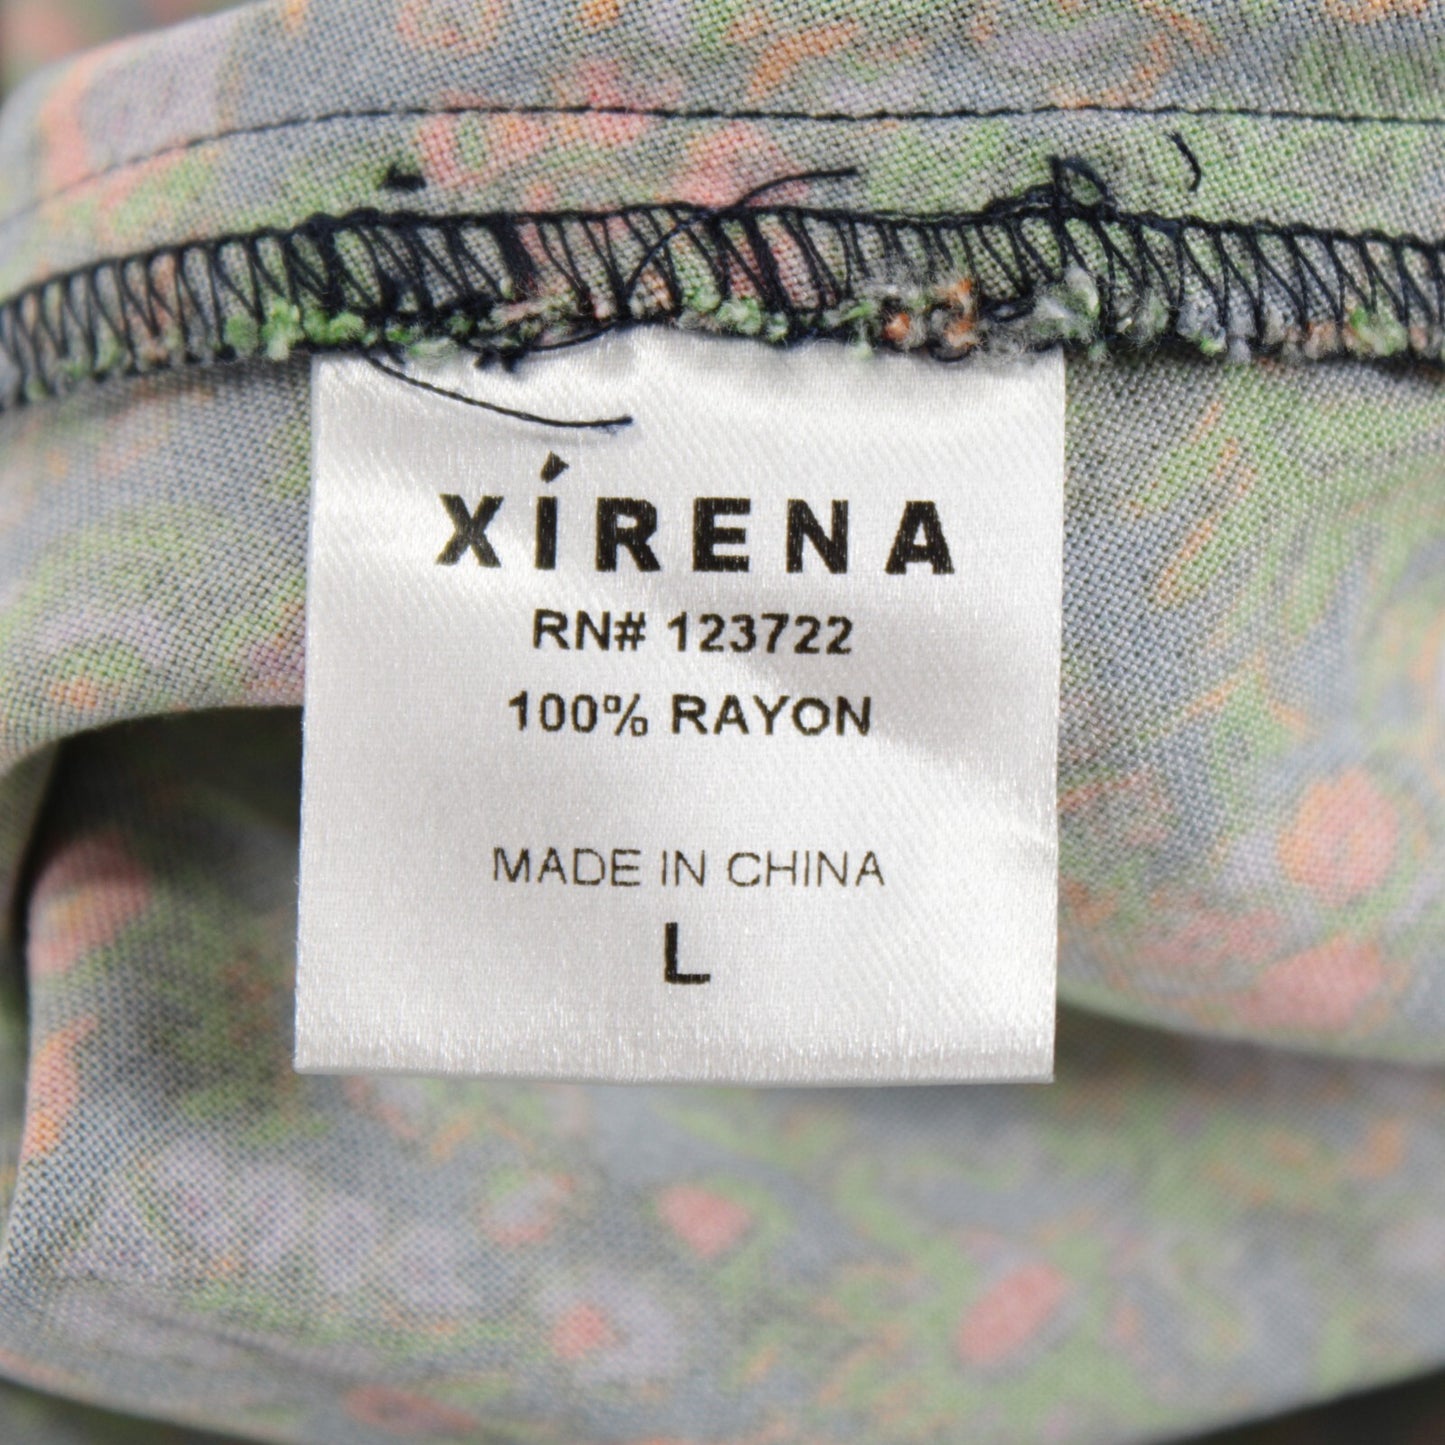 XÍRENA
RN# 123722
100% RAYON
MADE IN CHINA
L